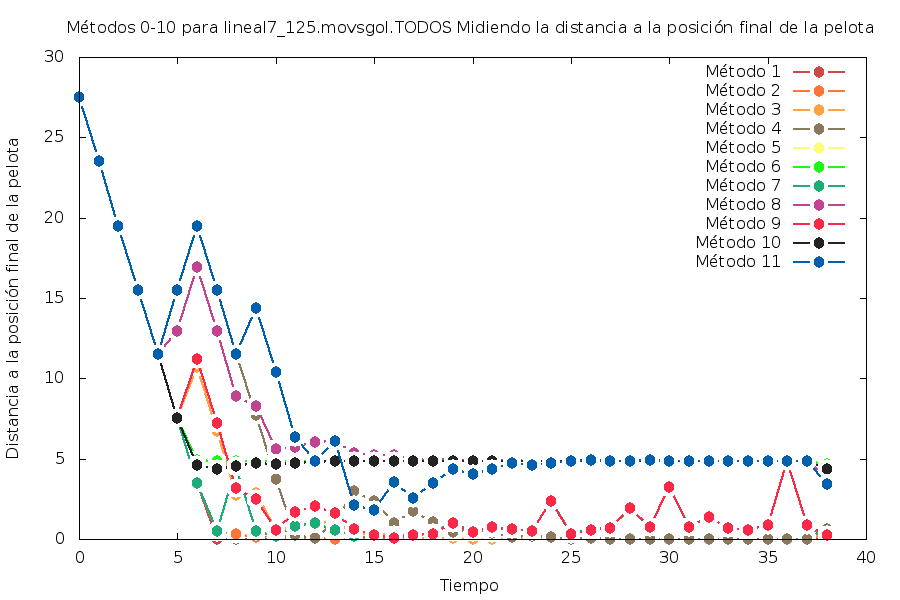 Métodos 0-10 para lineal7_125.movsgol.TODOS Midiendo la distancia a la posición final de la pelota
30
25
20
15
10
5
0
Distancia a la posición final de la pelota
Método 1
Método 2
Método 3
Método 4
Método 5
Método 6
Método 7
Método 8
Método 9
Método 10
Método 11
0 5 10 15 20 25 30 35 40
Tiempo